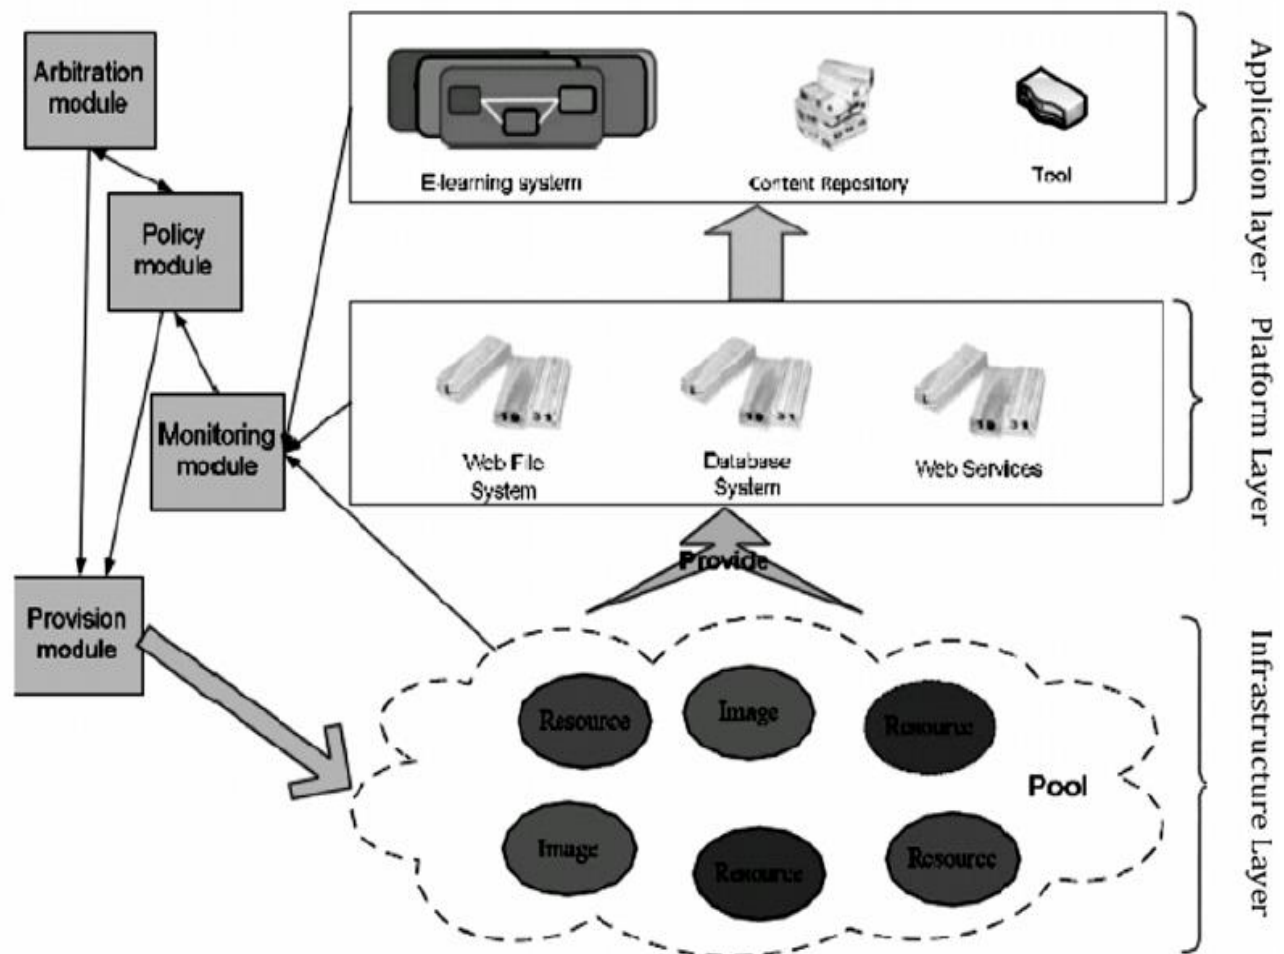 Arbitration
module
Policy
module
Monitoring
module
Provision
module
E-learning system
Content Repository
Tool
Application layer
Web File
System
Database
System
Web Services
Platform Layer
Provide
Resource
Image
Resource
Pool
Image
Resource
Resource
Infrastructure Layer